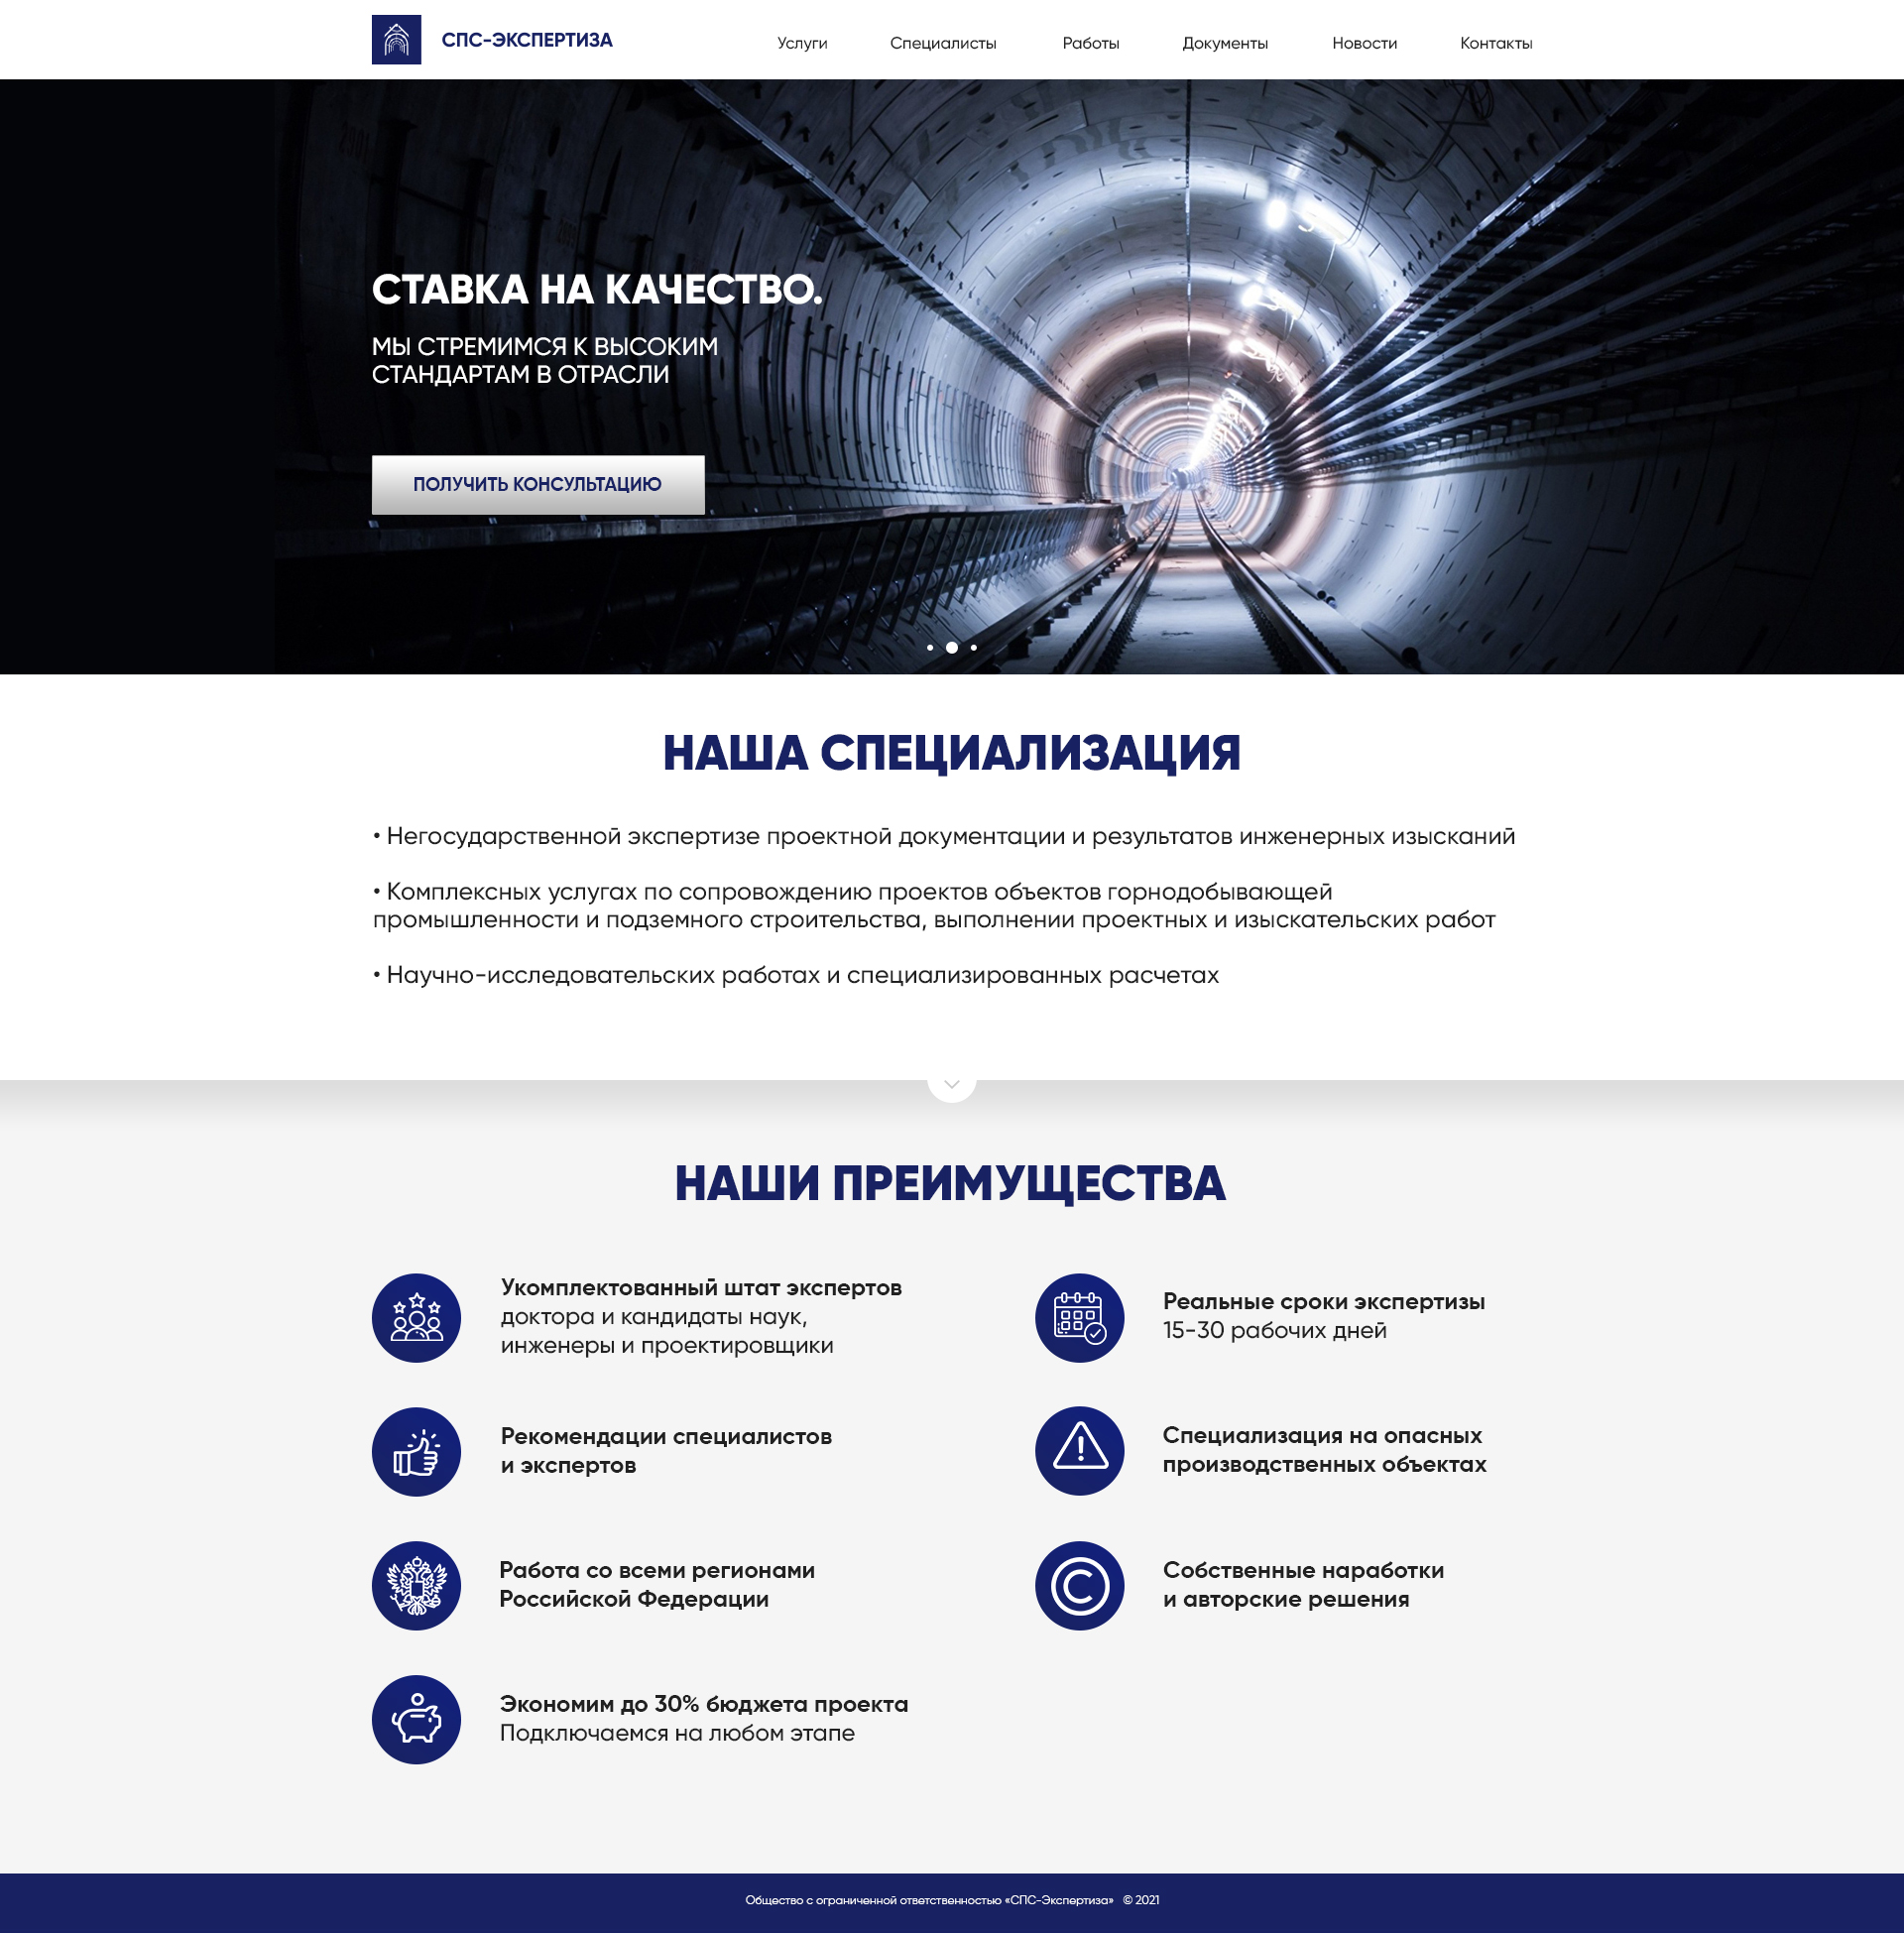 СПС-ЭКСПЕРТИЗА
Услуги
Специалисты
Работы
Документы
Новости
Контакты
СТАВКА НА КАЧЕСТВО.
МЫ СТРЕМИМСЯ К ВЫСОКИМ
СТАНДАРТАМ В ОТРАСЛИ
ПОЛУЧИТЬ КОНСУЛЬТАЦИЮ
НАША СПЕЦИАЛИЗАЦИЯ
• Негосударственной экспертизе проектной документации и результатов инженерных изысканий
• Комплексных услугах по сопровождению проектов объектов горнодобывающей
промышленности и подземного строительства, выполнении проектных и изыскательских работ
• Научно-исследовательских работах и специализированных расчетах
НАШИ ПРЕИМУЩЕСТВА
Укомплектованный штат экспертов
доктора и кандидаты наук,
инженеры и проектировщики
Реальные сроки экспертизы
15-30 рабочих дней
Рекомендации специалистов
и экспертов
Специализация на опасных
производственных объектах
Работа со всеми регионами
Российской Федерации
Собственные наработки
и авторские решения
Экономим до 30% бюджета проекта
Подключаемся на любом этапе
Общество с ограниченной ответственностью «СПС-Экспертиза» © 2021